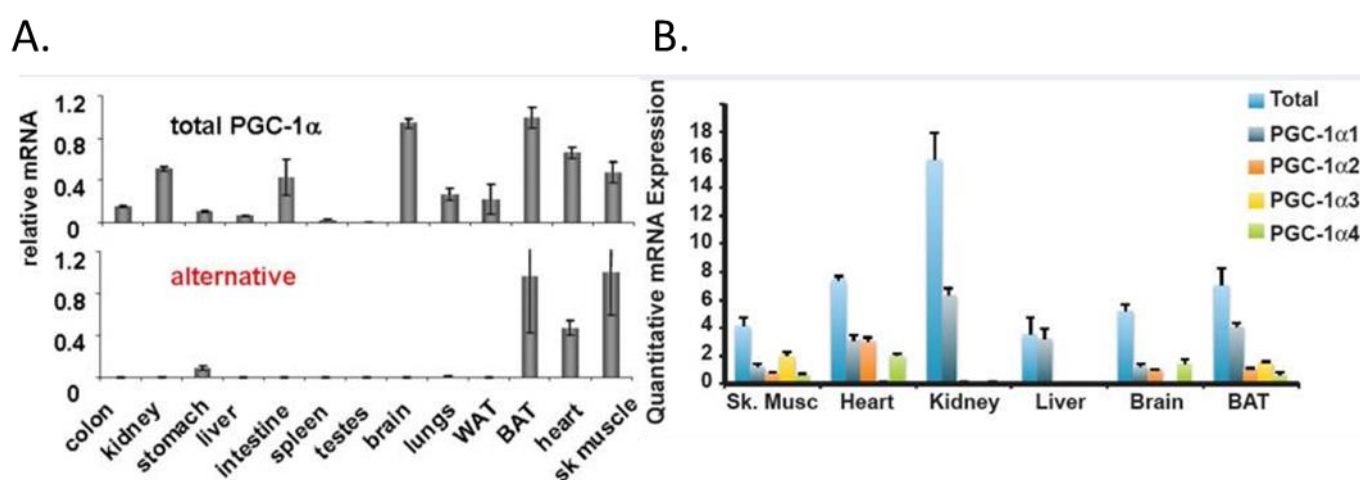 A.
B.
relative mRNA
1.2
0.8
0.4
0
total PGC-1α
1.2
0.8
0.4
0
alternative
colon
kidney
stomach
liver
intestine
spleen
testes
brain
lungs
WAT
BAT
heart
sk muscle
Quantitative mRNA Expression
18
16
14
12
10
8
6
4
2
0
Total
PGC-1α1
PGC-1α2
PGC-1α3
PGC-1α4
Sk. Musc
Heart
Kidney
Liver
Brain
BAT